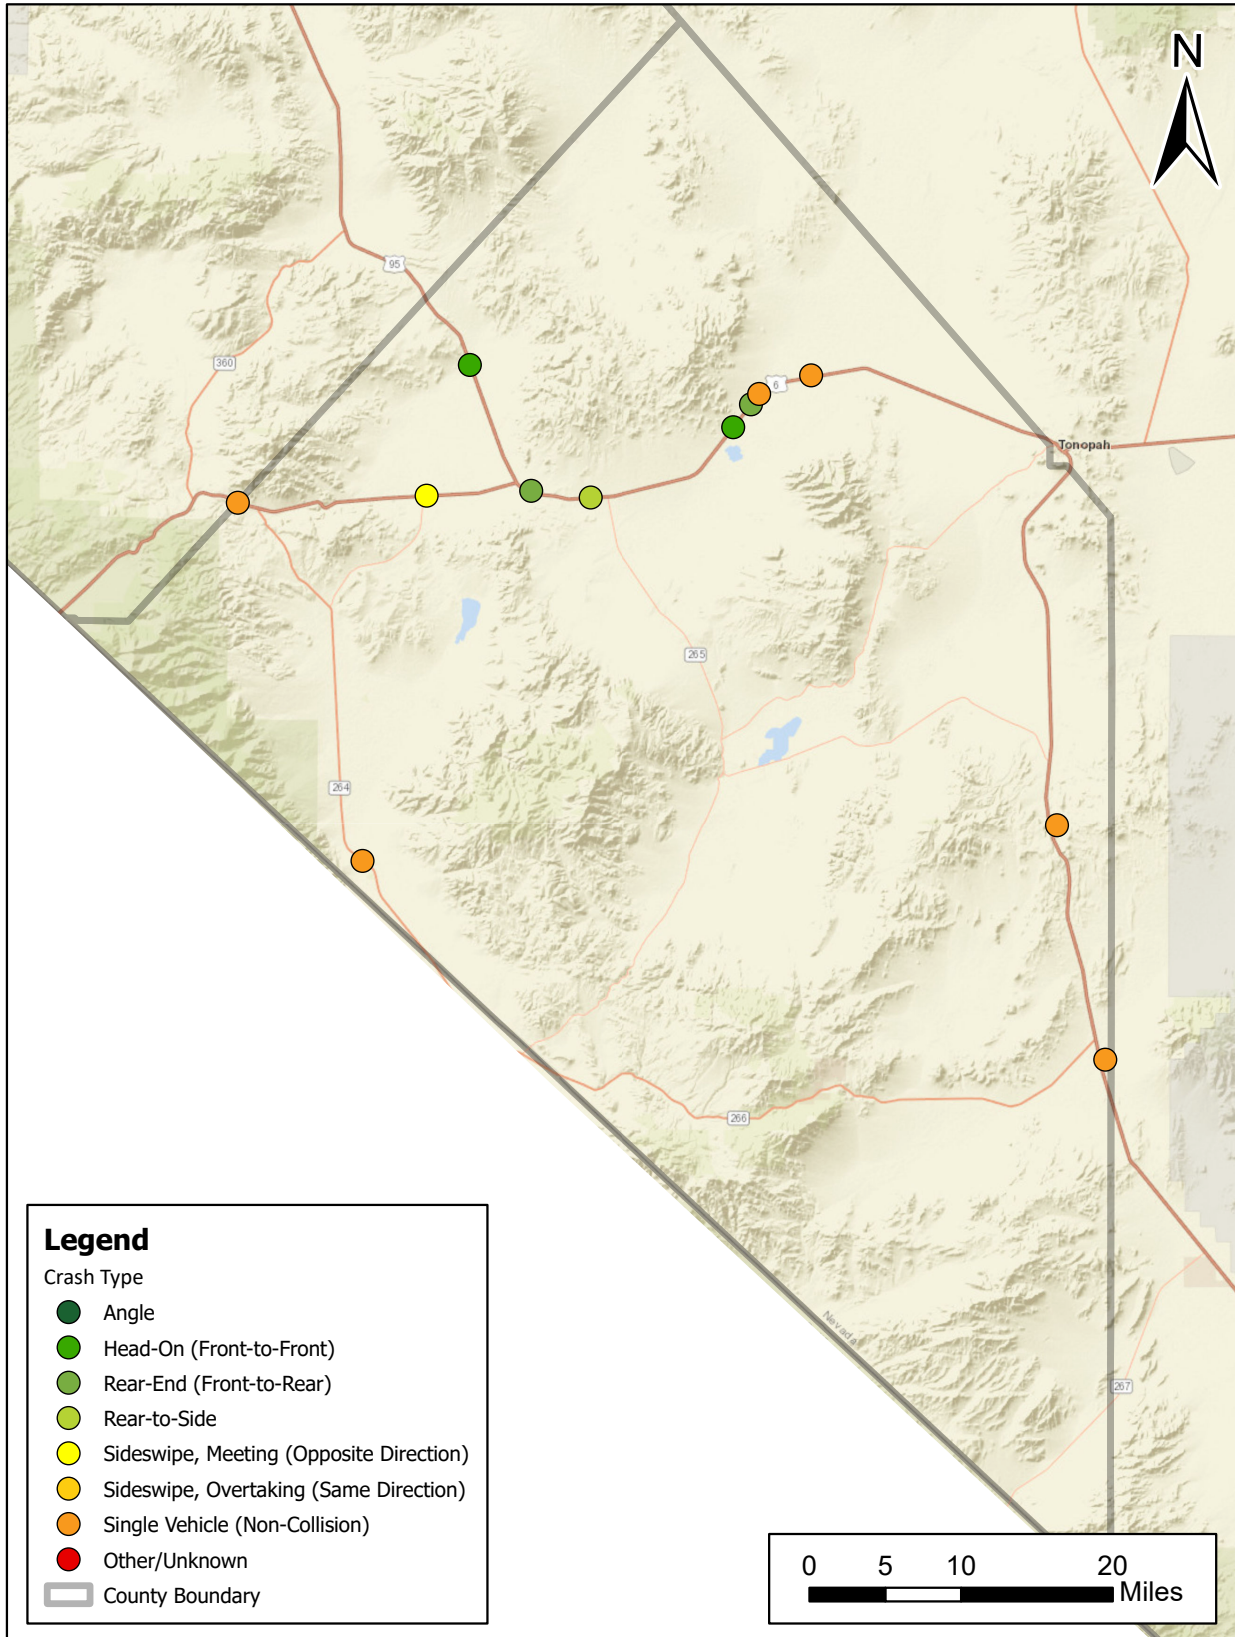 N
95
360
6
Tonopah
265
264
266
Nevada
267
Legend
Crash Type
Angle
Head-On (Front-to-Front)
Rear-End (Front-to-Rear)
Rear-to-Side
Sideswipe, Meeting (Opposite Direction)
Sideswipe, Overtaking (Same Direction)
Single Vehicle (Non-Collision)
Other/Unknown
County Boundary
0 5 10 20
Miles